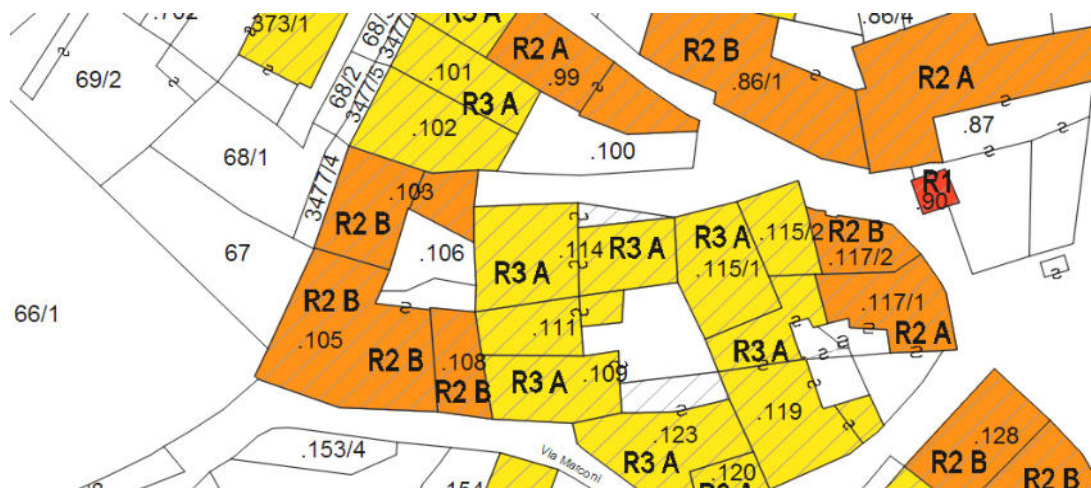 .702
373/1
68/3
3477/
R3 A
.86/4
69/2
68/2
3477/5
.101
R2 A
.99
R2 B
.86/1
R2 A
R3 A
.102
.87
68/1
.100
3477/4
.103
R1
.90
R2 B
67
.106
.114
R3 A
R3 A
.115/2
R2 B
.115/1
.117/2
R3 A
66/1
R2 B
.105
.111
.117/1
R2 A
R2 B
.108
R2 B
R3 A
.109
R3 A
.119
.123
R3 A
.128
R2 B
.153/4
Via Marconi
.120
R2 B
.154
R3 A